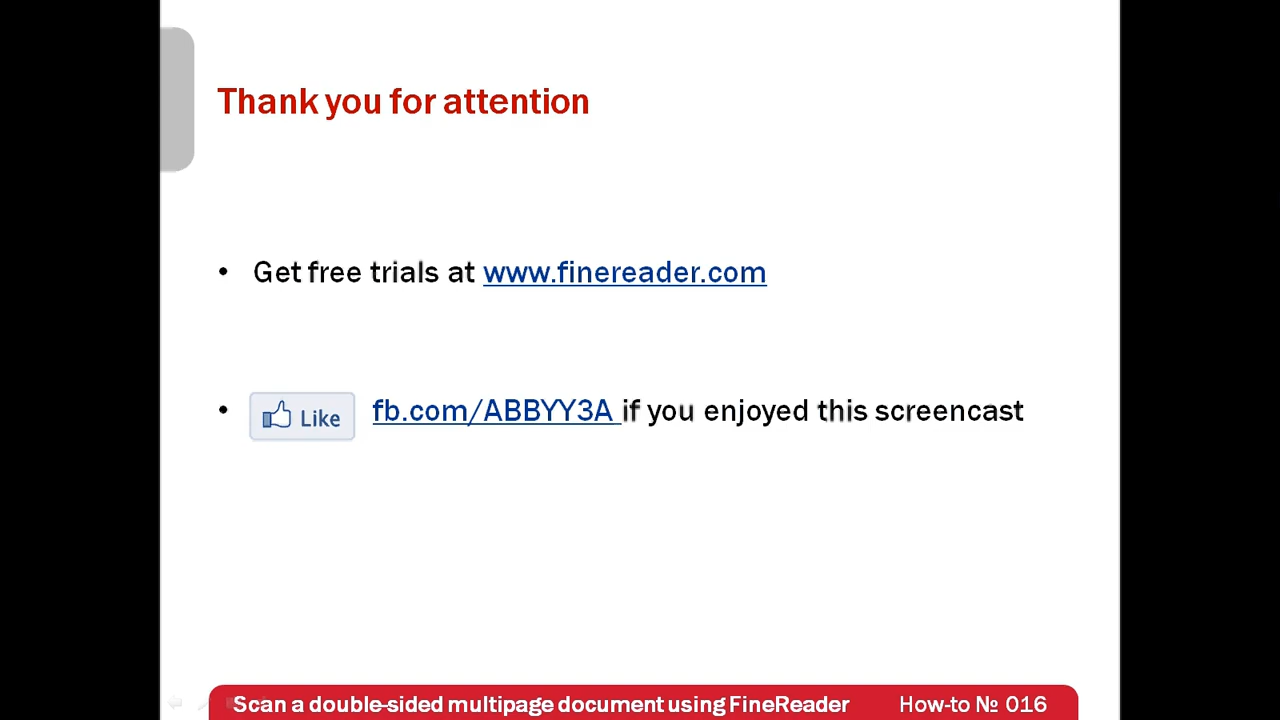 Thank you for attention
• Get free trials at www.finereader.com
• Like fb.com/ABBYY3A if you enjoyed this screencast
Scan a double-sided multipage document using FineReader How-to № 016